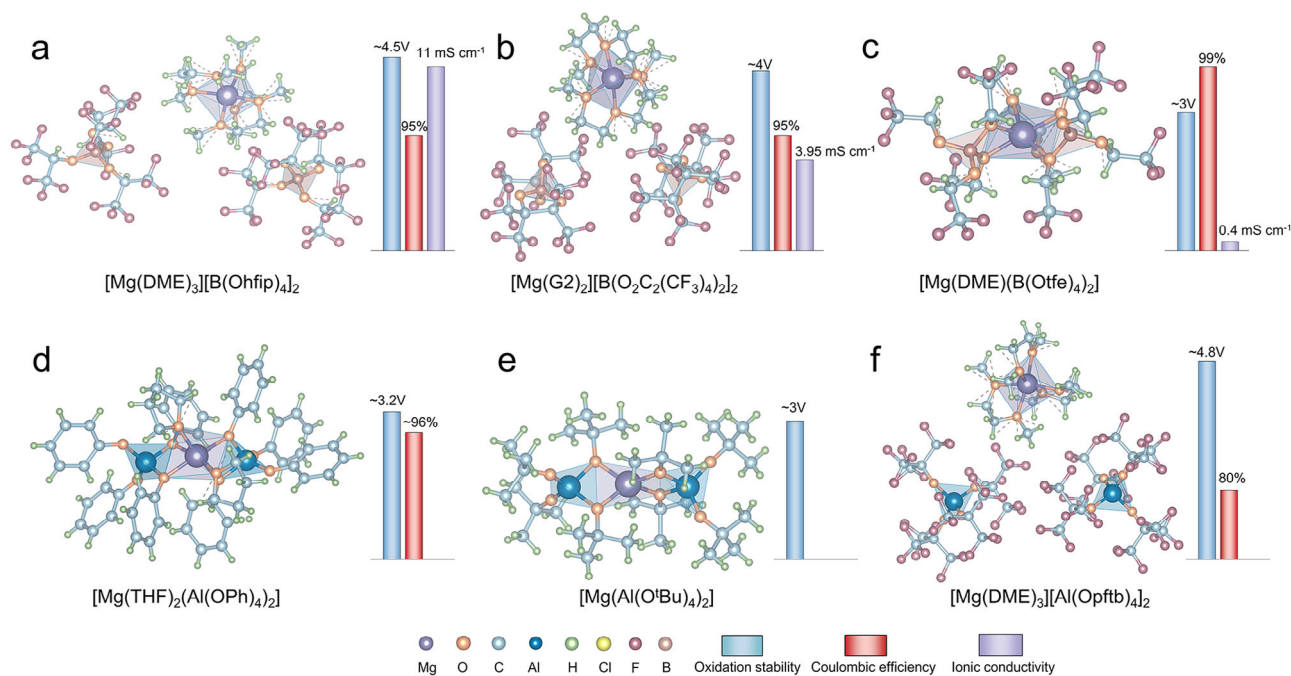 a
~4.5V
11 mS cm⁻¹
95%
[Mg(DME)₃][B(Ohfip)₄]₂
b
~4V
95%
3.95 mS cm⁻¹
[Mg(G2)₂][B(O₂C₂(CF₃)₄)₂]₂
c
~3V
99%
0.4 mS cm⁻¹
[Mg(DME)(B(Otfe)₄)₂]
d
~3.2V
~96%
[Mg(THF)₂(Al(OPh)₄)₂]
e
~3V
[Mg(Al(OᵗBu)₄)₂]
f
~4.8V
80%
[Mg(DME)₃][Al(Opftb)₄]₂
Mg O C Al H Cl F B Oxidation stability Coulombic efficiency Ionic conductivity